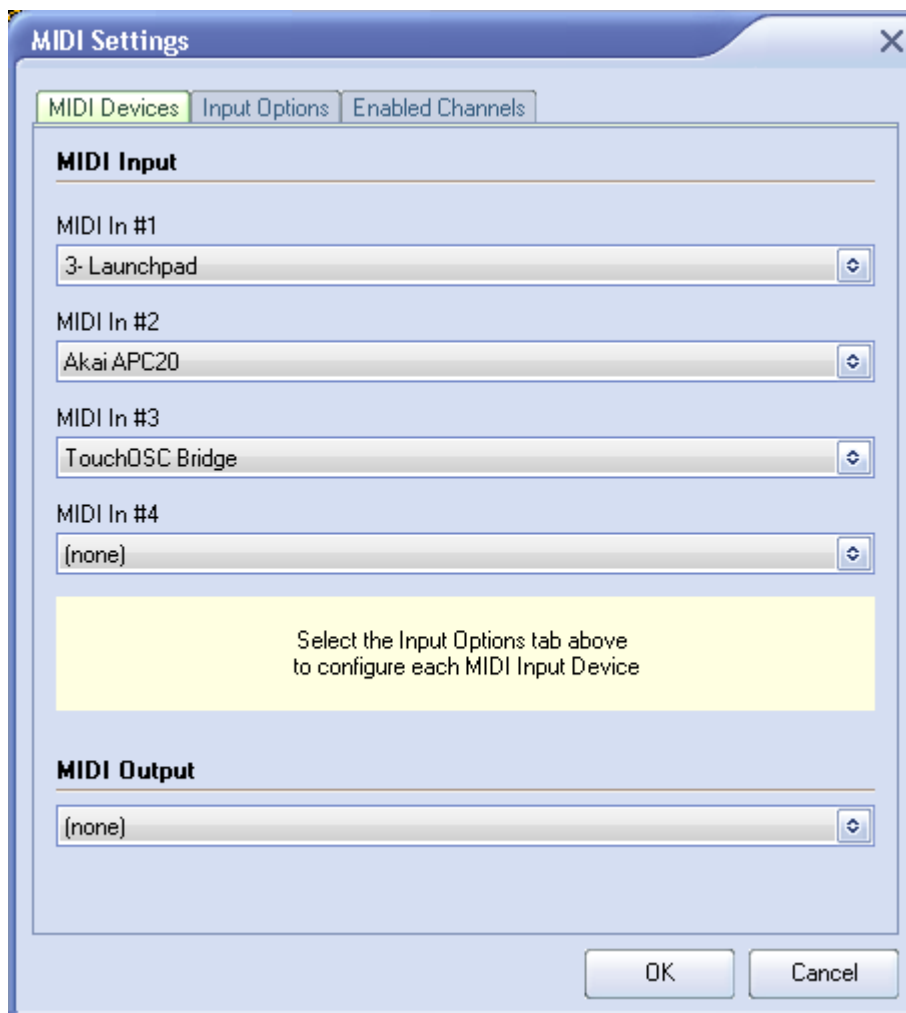 MIDI Settings
MIDI Devices Input Options Enabled Channels
MIDI Input
MIDI In #1
3- Launchpad
MIDI In #2
Akai APC20
MIDI In #3
TouchOSC Bridge
MIDI In #4
(none)
Select the Input Options tab above
to configure each MIDI Input Device
MIDI Output
(none)
OK Cancel